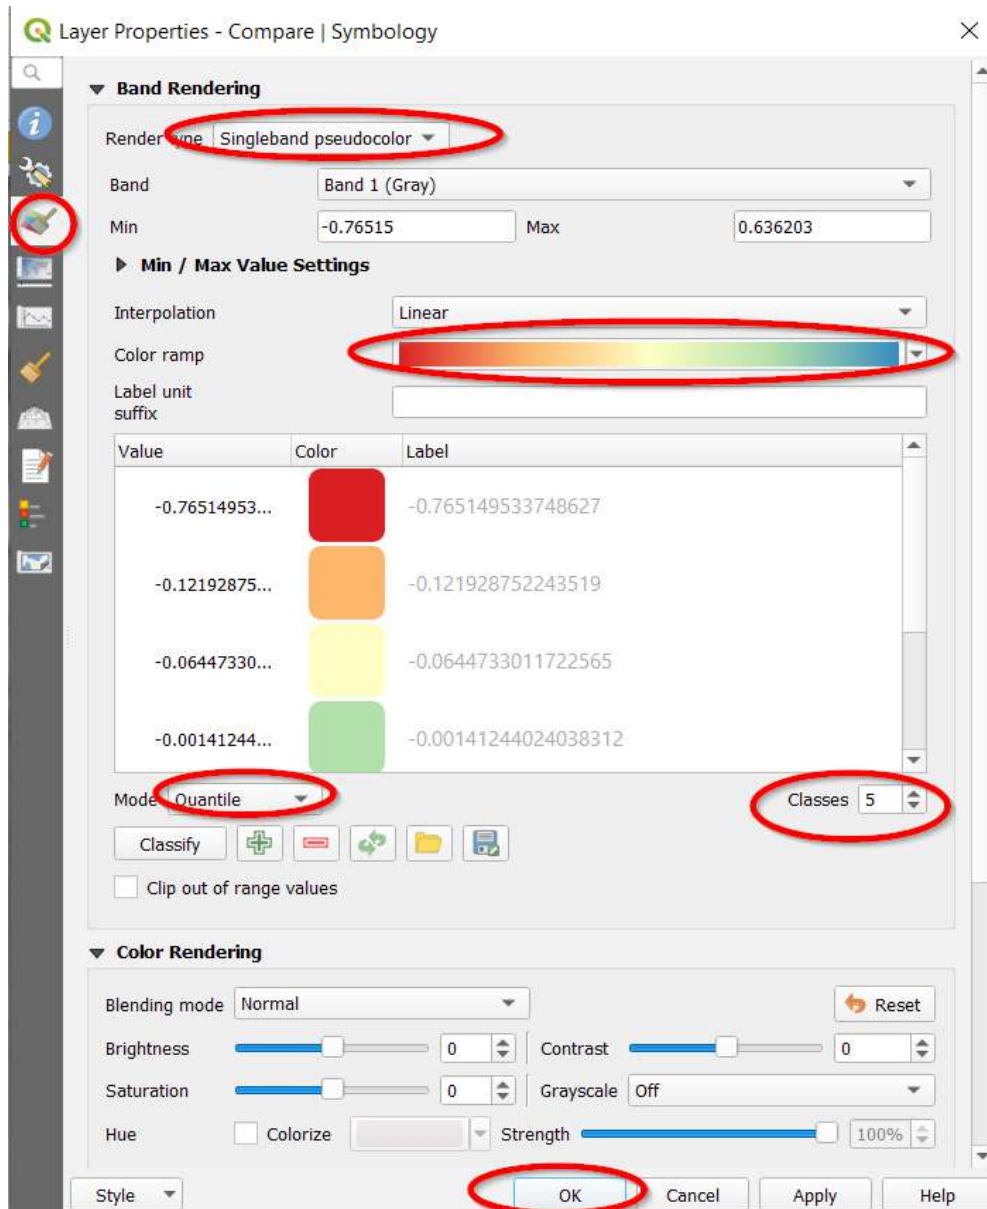 Layer Properties - Compare | Symbology
Band Rendering
Render type Singleband pseudocolor
Band Band 1 (Gray)
Min -0.76515 Max 0.636203
Min / Max Value Settings
Interpolation Linear
Color ramp
Label unit
suffix
Value Color Label
-0.76514953... -0.765149533748627
-0.12192875... -0.121928752243519
-0.06447330... -0.0644733011722565
-0.00141244... -0.00141244024038312
Mode Quantile Classes 5
Classify
Clip out of range values
Color Rendering
Blending mode Normal Reset
Brightness 0 Contrast 0
Saturation 0 Grayscale Off
Hue Colorize Strength 100%
Style OK Cancel Apply Help